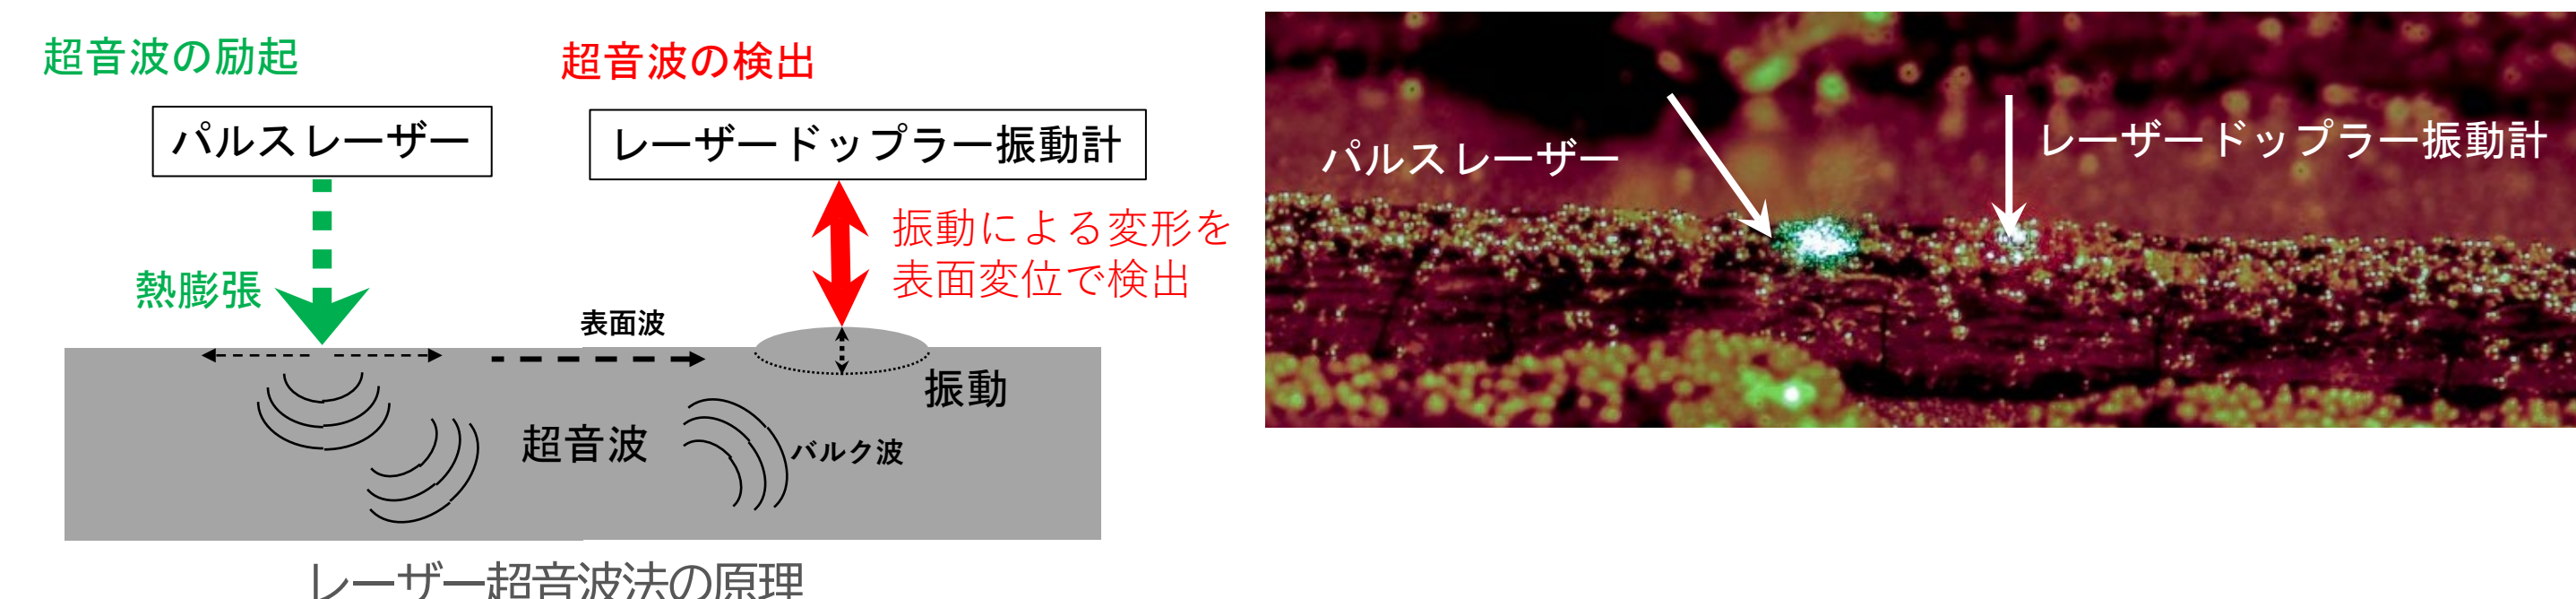 超音波の励起
超音波の検出
パルスレーザー
レーザードップラー振動計
熱膨張
振動による変形を
表面変位で検出
表面波
振動
超音波
バルク波
レーザー超音波法の原理
パルスレーザー
レーザードップラー振動計